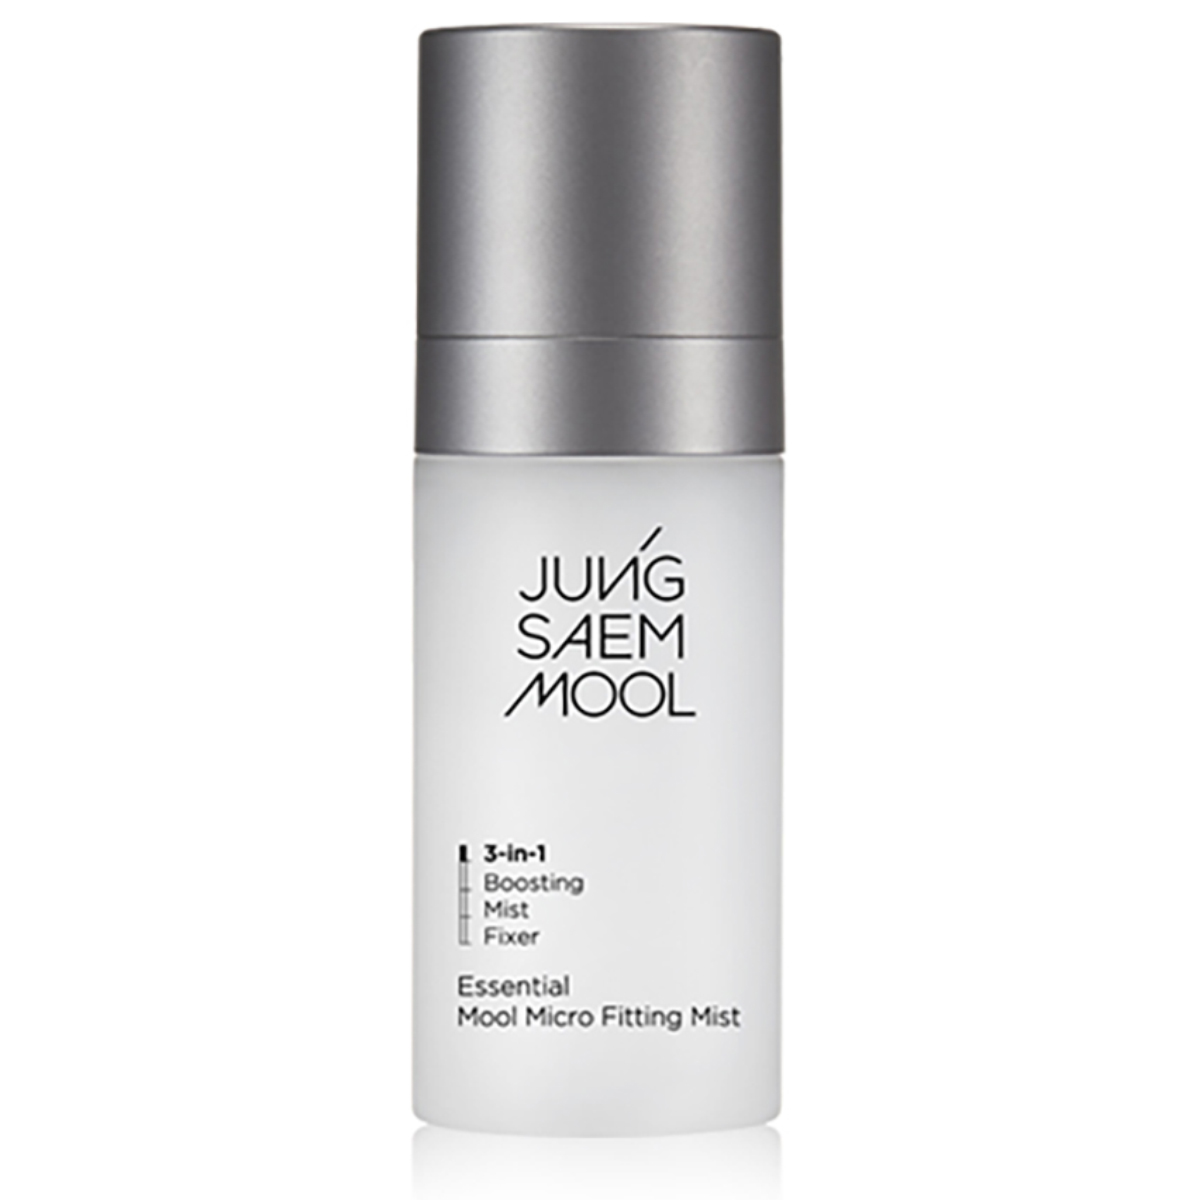 JUNG
SAEM
MOOL
3-in-1
Boosting
Mist
Fixer
Essential
Mool Micro Fitting Mist